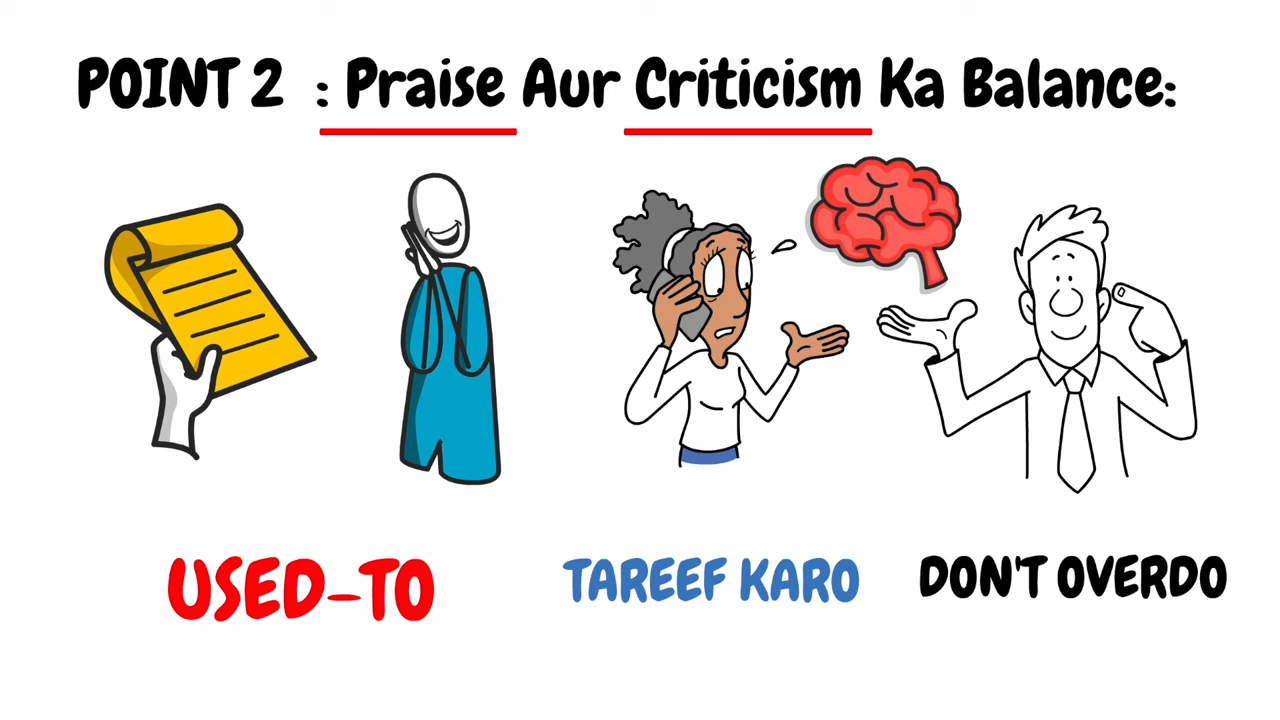 POINT 2 : Praise Aur Criticism Ka Balance:
USED-TO
TAREEF KARO
DON'T OVERDO